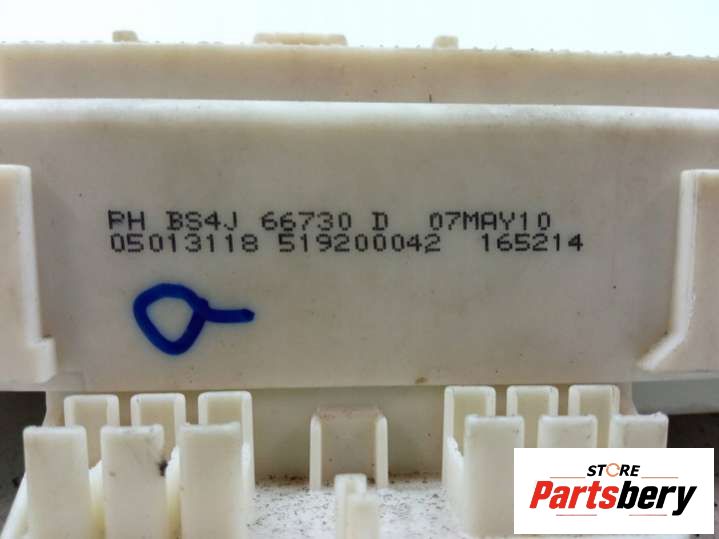 PH BS4J 66730 D 07MAY10
05013118 519200042 165214
STORE
Partsbery